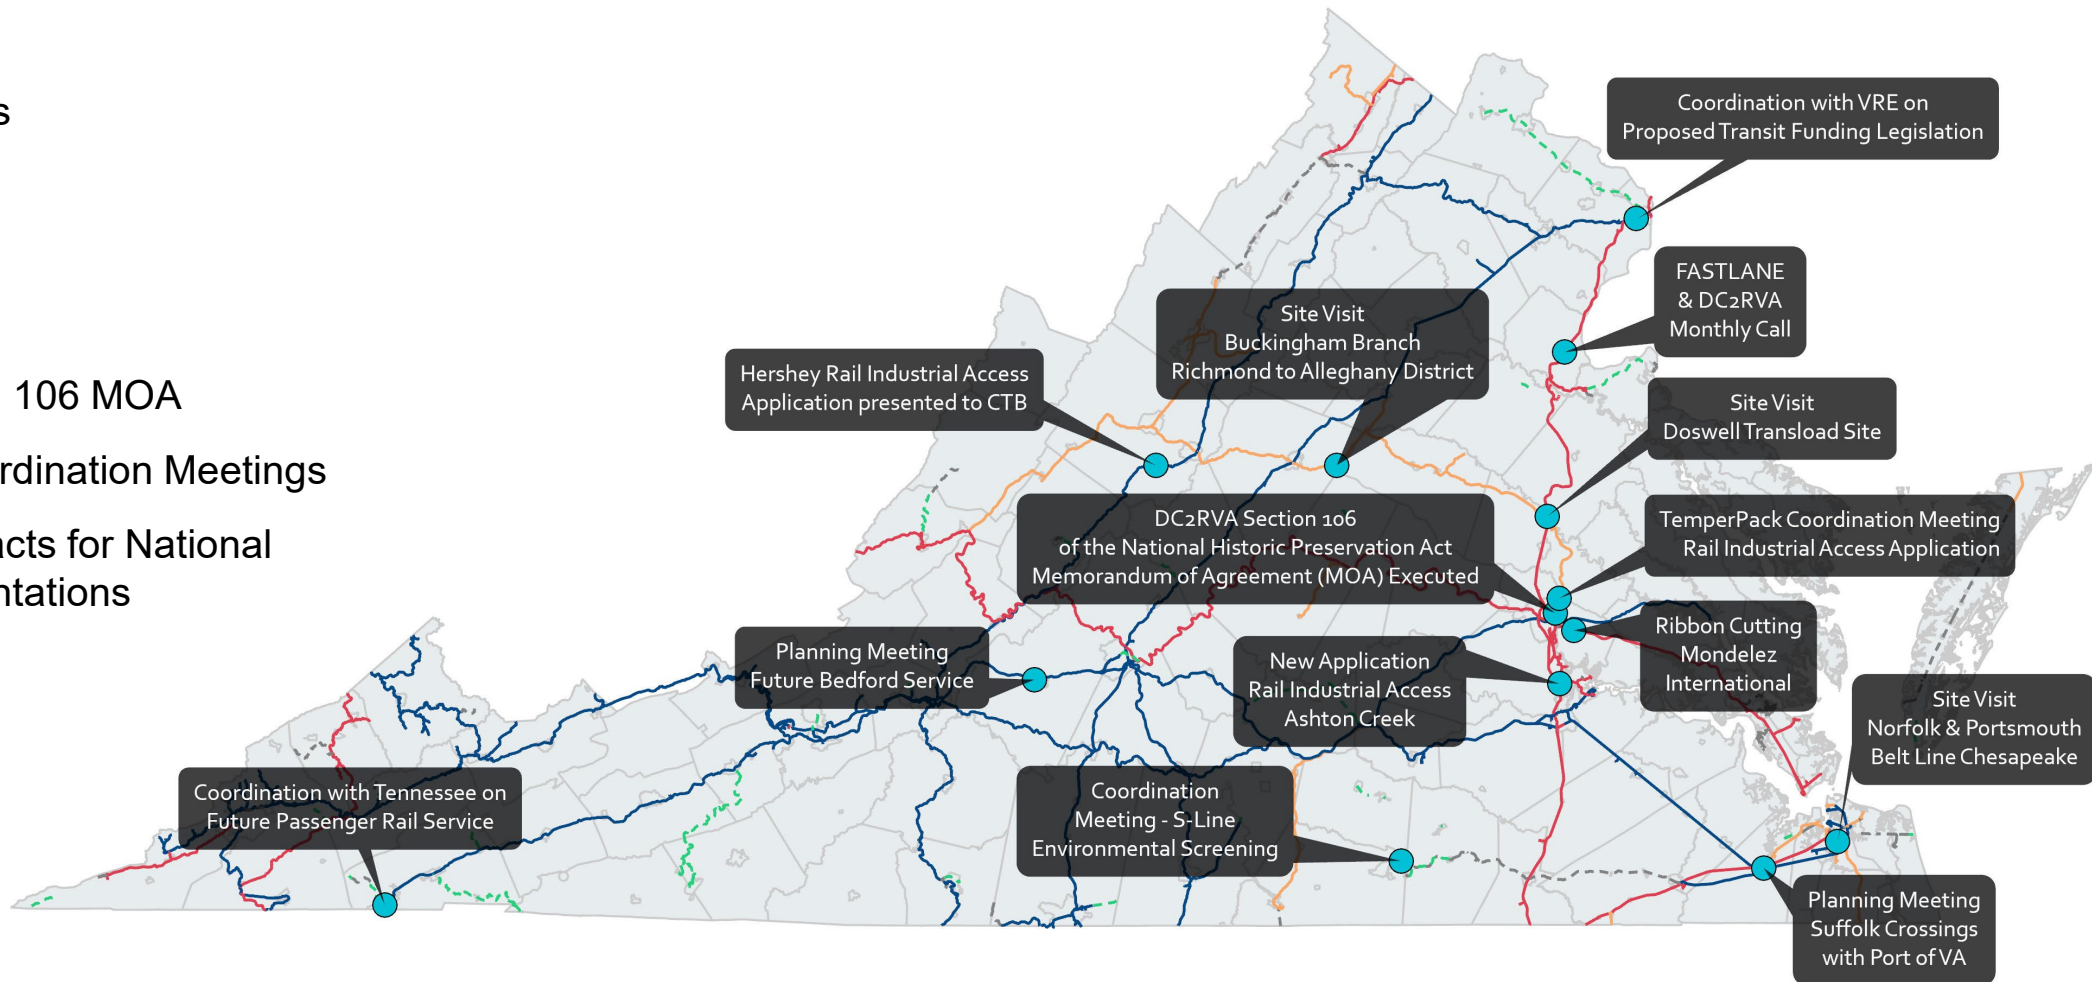 s
106 MOA
rdination Meetings
acts for National
ntations
Coordination with VRE on
Proposed Transit Funding Legislation
FASTLANE
& DC2RVA
Monthly Call
Site Visit
Buckingham Branch
Richmond to Alleghany District
Hershey Rail Industrial Access
Application presented to CTB
Site Visit
Doswell Transload Site
DC2RVA Section 106
of the National Historic Preservation Act
Memorandum of Agreement (MOA) Executed
TemperPack Coordination Meeting
Rail Industrial Access Application
Ribbon Cutting
Mondelez
International
Planning Meeting
Future Bedford Service
New Application
Rail Industrial Access
Ashton Creek
Site Visit
Norfolk & Portsmouth
Belt Line Chesapeake
Coordination with Tennessee on
Future Passenger Rail Service
Coordination
Meeting - S-Line
Environmental Screening
Planning Meeting
Suffolk Crossings
with Port of VA